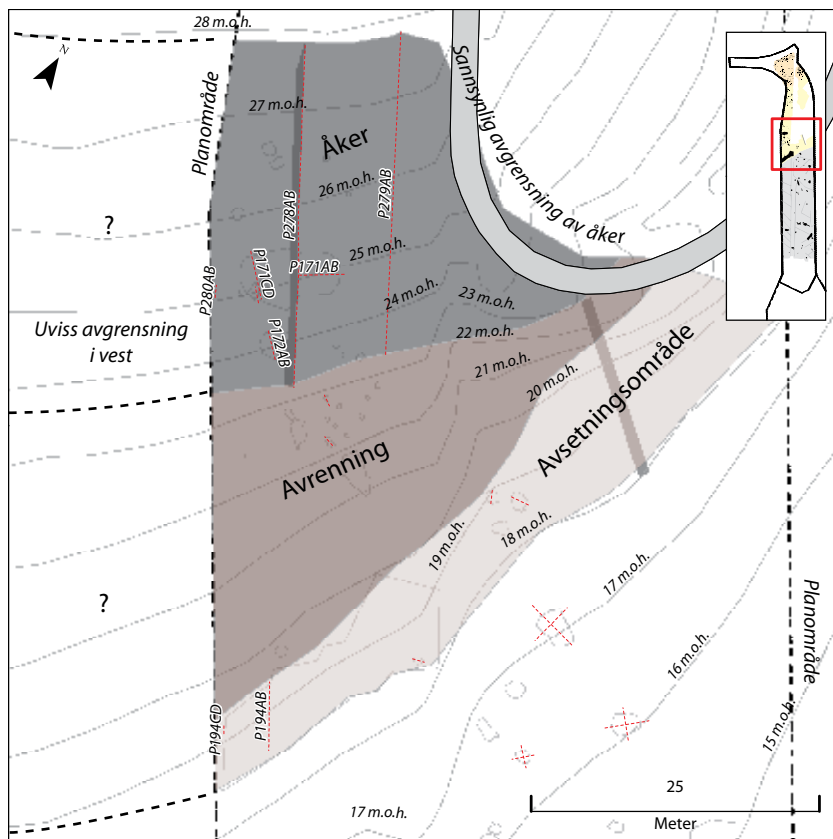 28 m.o.h.
N
Planområde
Sannsynlig avgrensning av åker
27 m.o.h.
Åker
26 m.o.h.
P278AB
P279AB
?
25 m.o.h.
P171AB
P171CD
P280AB
24 m.o.h.
23 m.o.h.
Uviss avgrensning
i vest
P172AB
22 m.o.h.
21 m.o.h.
20 m.o.h.
Avsetningsområde
Avrenning
19 m.o.h.
18 m.o.h.
17 m.o.h.
?
Planområde
16 m.o.h.
P194CD
P194AB
15 m.o.h.
25
17 m.o.h.
Meter